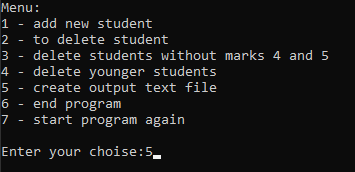 Menu:
1 - add new student
2 - to delete student
3 - delete students without marks 4 and 5
4 - delete younger students
5 - create output text file
6 - end program
7 - start program again
Enter your choise:5